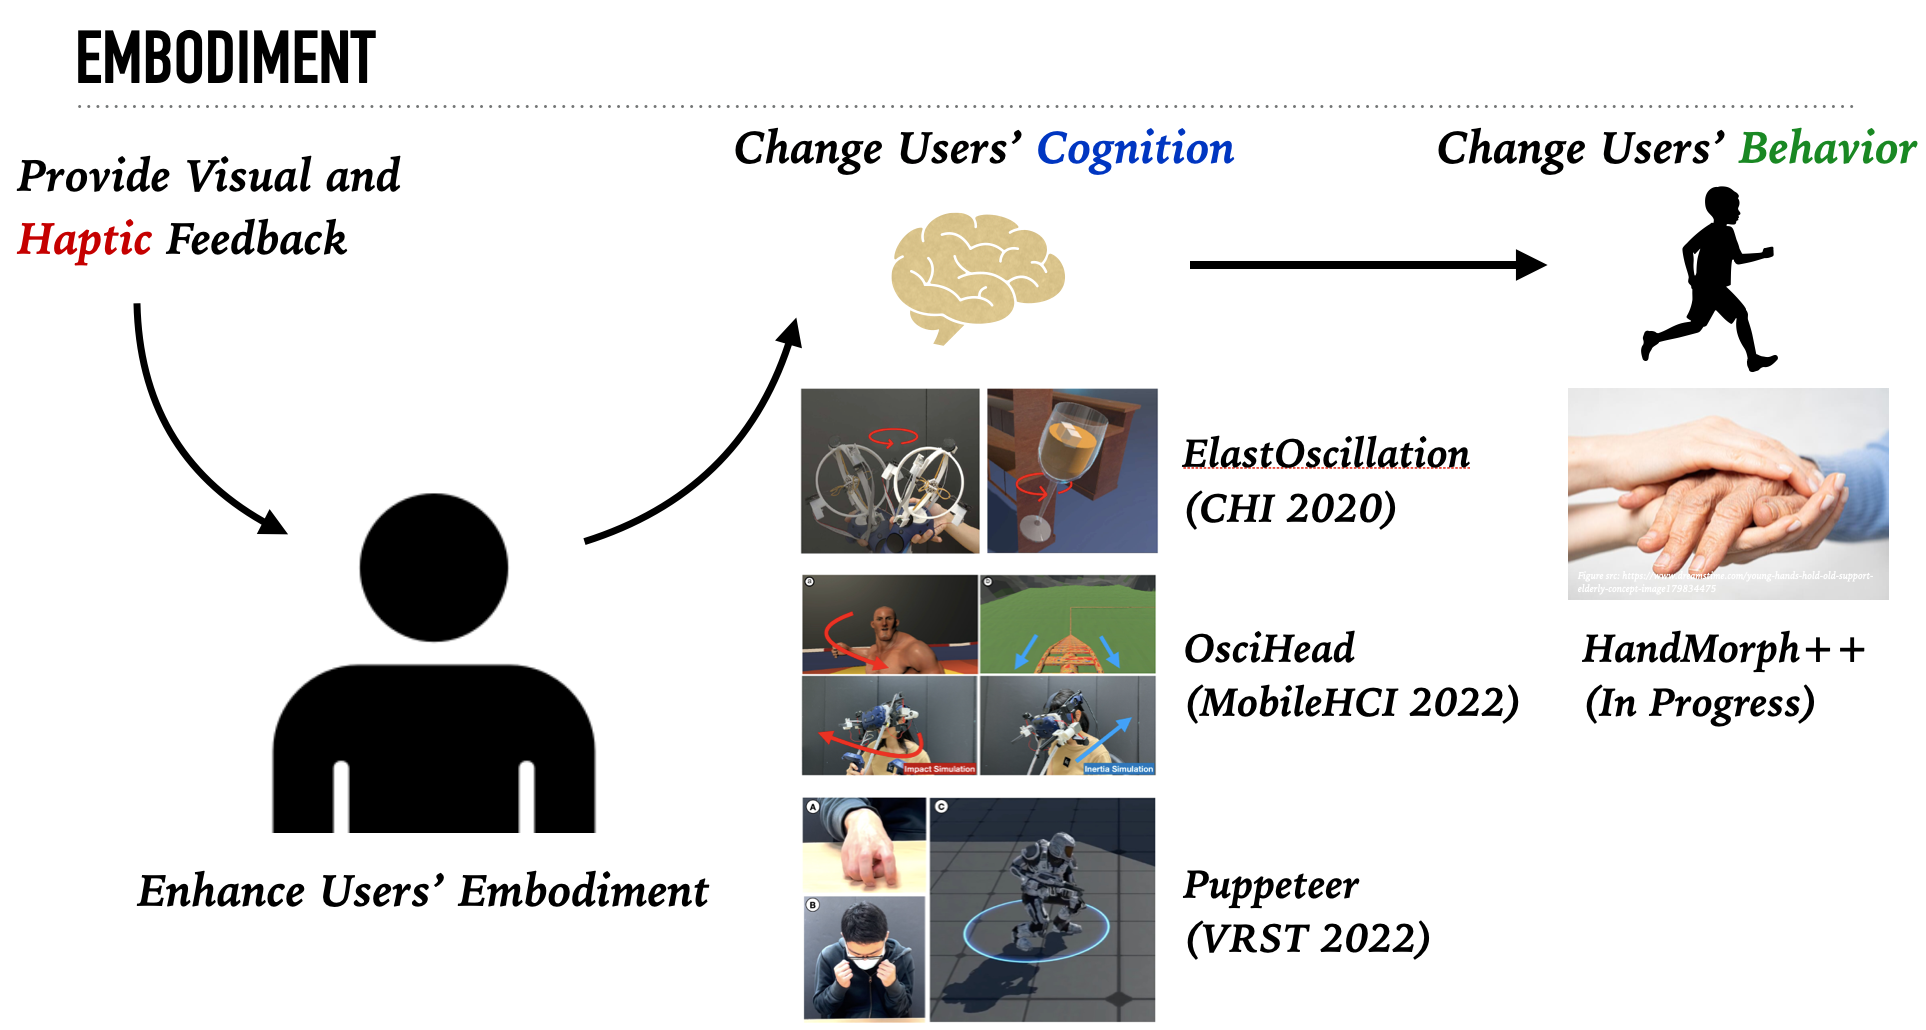 EMBODIMENT
Provide Visual and
Haptic Feedback
Enhance Users’ Embodiment
Change Users’ Cognition
ElastOscillation
(CHI 2020)
a
b
Impact Simulation
Inertia Simulation
OsciHead
(MobileHCI 2022)
A
B
C
Puppeteer
(VRST 2022)
Change Users’ Behavior
Figure src: https://www.dreamstime.com/young-hands-hold-old-support-
elderly-concept-image179834475
HandMorph++
(In Progress)